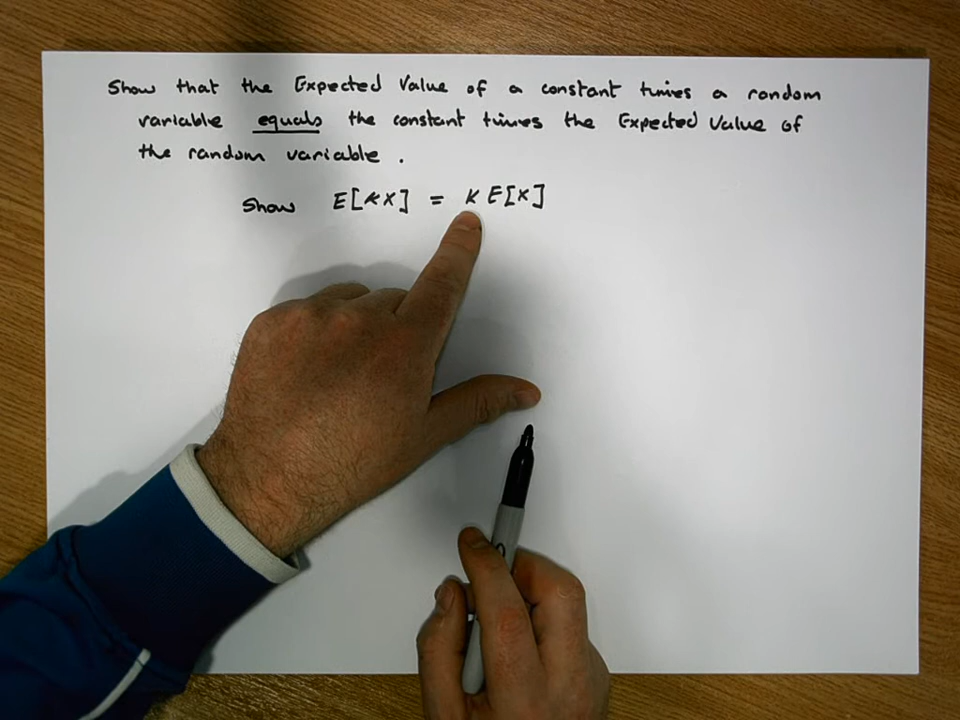 Show that the Expected Value of a constant times a random
variable equals the constant times the Expected Value of
the random variable .
Show E[KX] = K E[X]